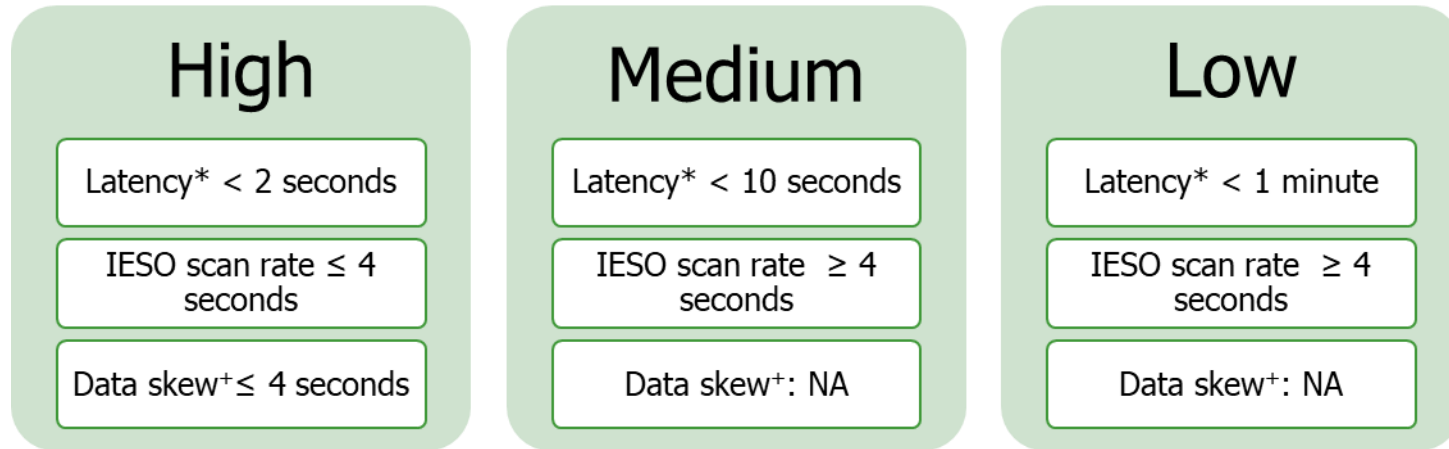 High
Latency* < 2 seconds
IESO scan rate ≤ 4
seconds
Data skew⁺≤ 4 seconds
Medium
Latency* < 10 seconds
IESO scan rate  ≥ 4
seconds
Data skew⁺: NA
Low
Latency* < 1 minute
IESO scan rate  ≥ 4
seconds
Data skew⁺: NA